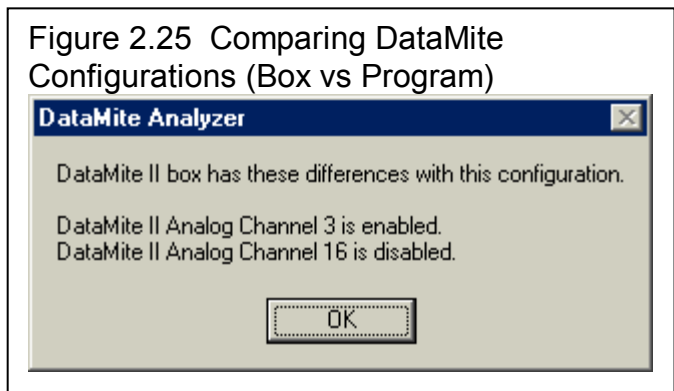 Figure 2.25 Comparing DataMite
Configurations (Box vs Program)
DataMite Analyzer
DataMite II box has these differences with this configuration.
DataMite II Analog Channel 3 is enabled.
DataMite II Analog Channel 16 is disabled.
OK